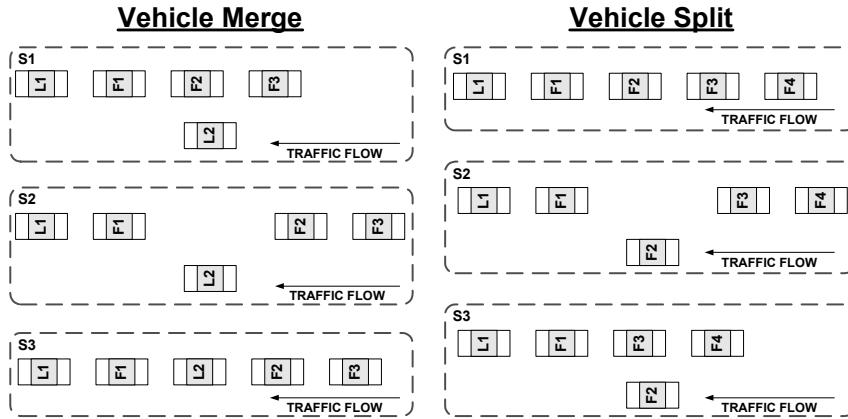 Vehicle Merge
S1
L1 F1 F2 F3
L2
TRAFFIC FLOW
S2
L1 F1 F2 F3
L2
TRAFFIC FLOW
S3
L1 F1 L2 F2 F3
TRAFFIC FLOW
Vehicle Split
S1
L1 F1 F2 F3 F4
TRAFFIC FLOW
S2
L1 F1 F3 F4
F2
TRAFFIC FLOW
S3
L1 F1 F3 F4
F2
TRAFFIC FLOW